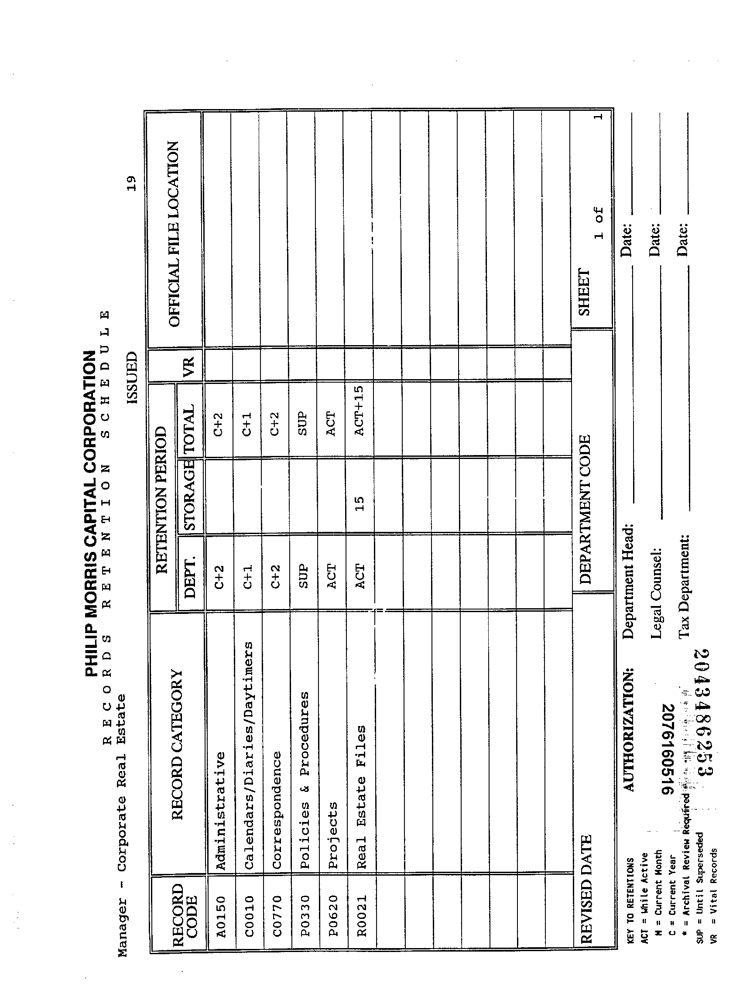 PHILIP MORRIS CAPITAL CORPORATION
RECORDS RETENTION SCHEDULE
Manager - Corporate Real Estate
ISSUED 19
RECORD CODE RECORD CATEGORY RETENTION PERIOD VR OFFICIAL FILE LOCATION
DEPT. STORAGE TOTAL
A0150 Administrative C+2 C+2
C0010 Calendars/Diaries/Daytimers C+1 C+1
C0770 Correspondence C+2 C+2
P0330 Policies & Procedures SUP SUP
P0620 Projects ACT ACT
R0021 Real Estate Files ACT 15 ACT+15
REVISED DATE DEPARTMENT CODE SHEET 1 of 1
KEY TO RETENTIONS
ACT = While Active
M = Current Month
C = Current Year
* = Archival Review Required
SUP = Until Superseded
VR = Vital Records
AUTHORIZATION:
Department Head: Date:
Legal Counsel: Date:
Tax Department: Date:
2076160516
2043486253